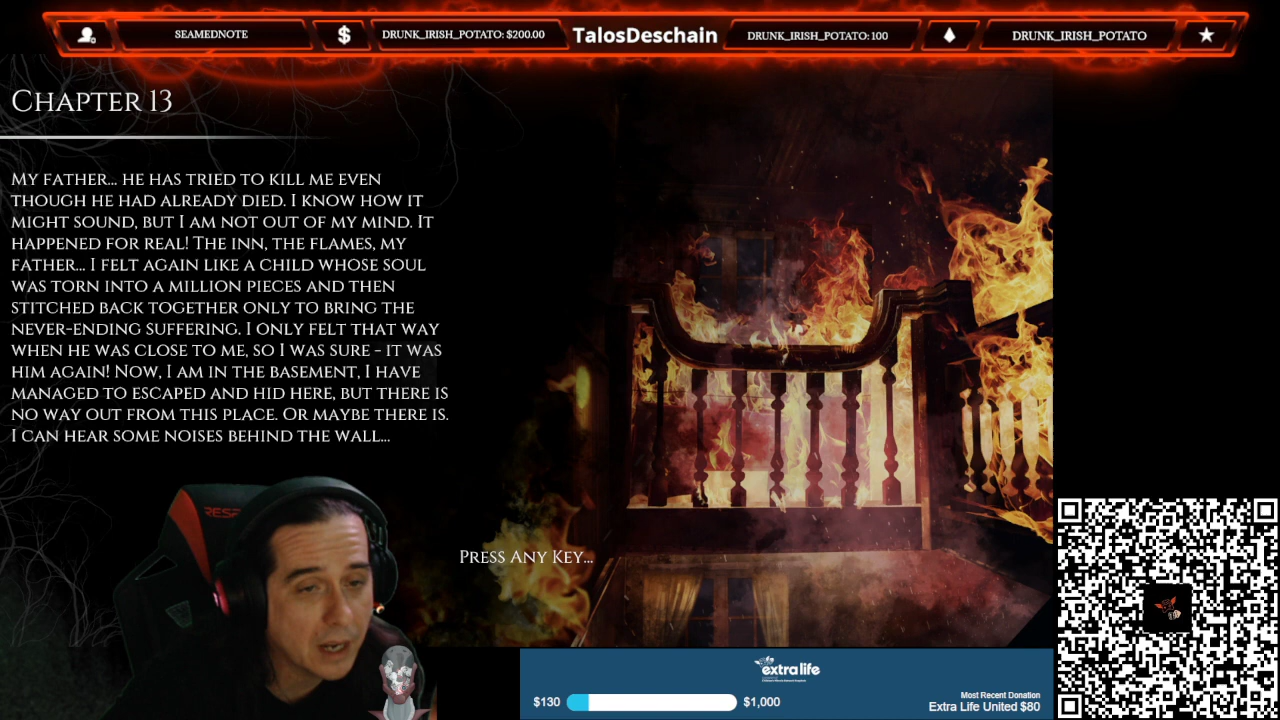 SEAMEDNOTE
$
DRUNK_IRISH_POTATO: $200.00
TalosDeschain
DRUNK_IRISH_POTATO: 100
DRUNK_IRISH_POTATO
Chapter 13
My father... he has tried to kill me even
though he had already died. I know how it
might sound, but I am not out of my mind. It
happened for real! The inn, the flames, my
father... I felt again like a child whose soul
was torn into a million pieces and then
stitched back together only to bring the
never-ending suffering. I only felt that way
when he was close to me, so I was sure - it was
him again! Now, I am in the basement, I have
managed to escaped and hid here, but there is
no way out from this place. Or maybe there is.
I can hear some noises behind the wall...
Press Any Key...
extra life
$130
$1,000
Most Recent Donation
Extra Life United $80